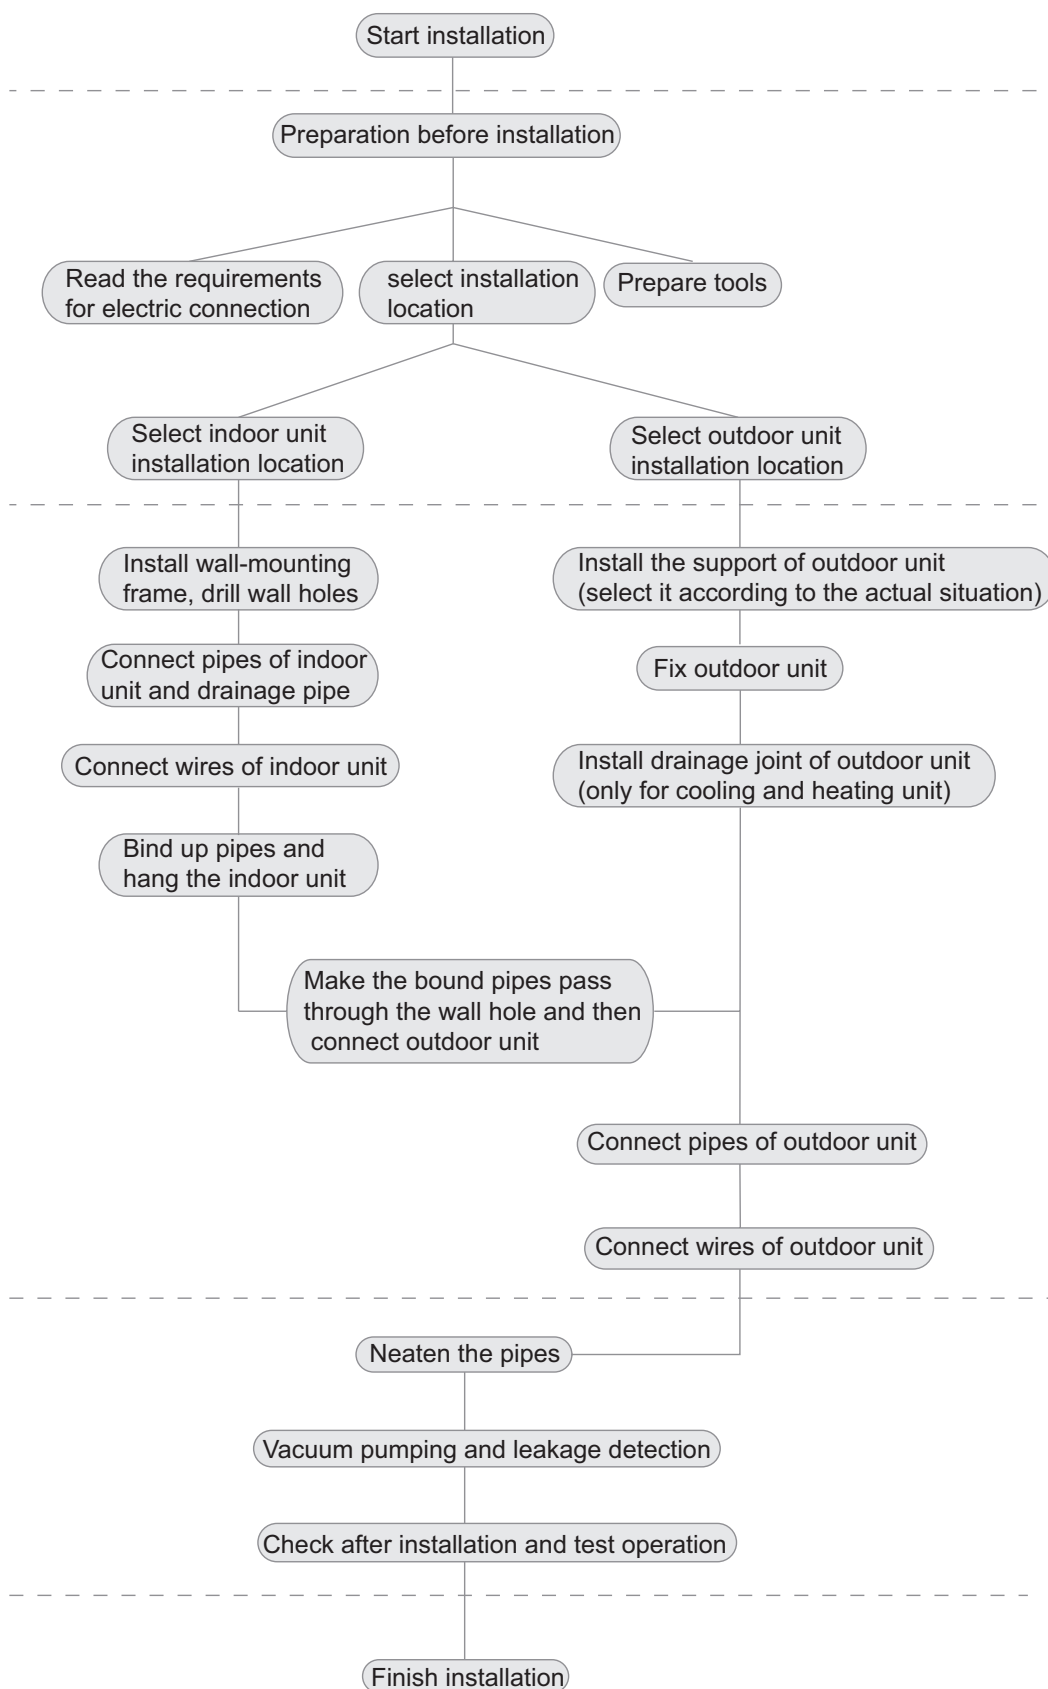 Start installation
Preparation before installation
Read the requirements
for electric connection
select installation
location
Prepare tools
Select indoor unit
installation location
Select outdoor unit
installation location
Install wall-mounting
frame, drill wall holes
Install the support of outdoor unit
(select it according to the actual situation)
Connect pipes of indoor
unit and drainage pipe
Fix outdoor unit
Connect wires of indoor unit
Install drainage joint of outdoor unit
(only for cooling and heating unit)
Bind up pipes and
hang the indoor unit
Make the bound pipes pass
through the wall hole and then
connect outdoor unit
Connect pipes of outdoor unit
Connect wires of outdoor unit
Neaten the pipes
Vacuum pumping and leakage detection
Check after installation and test operation
Finish installation